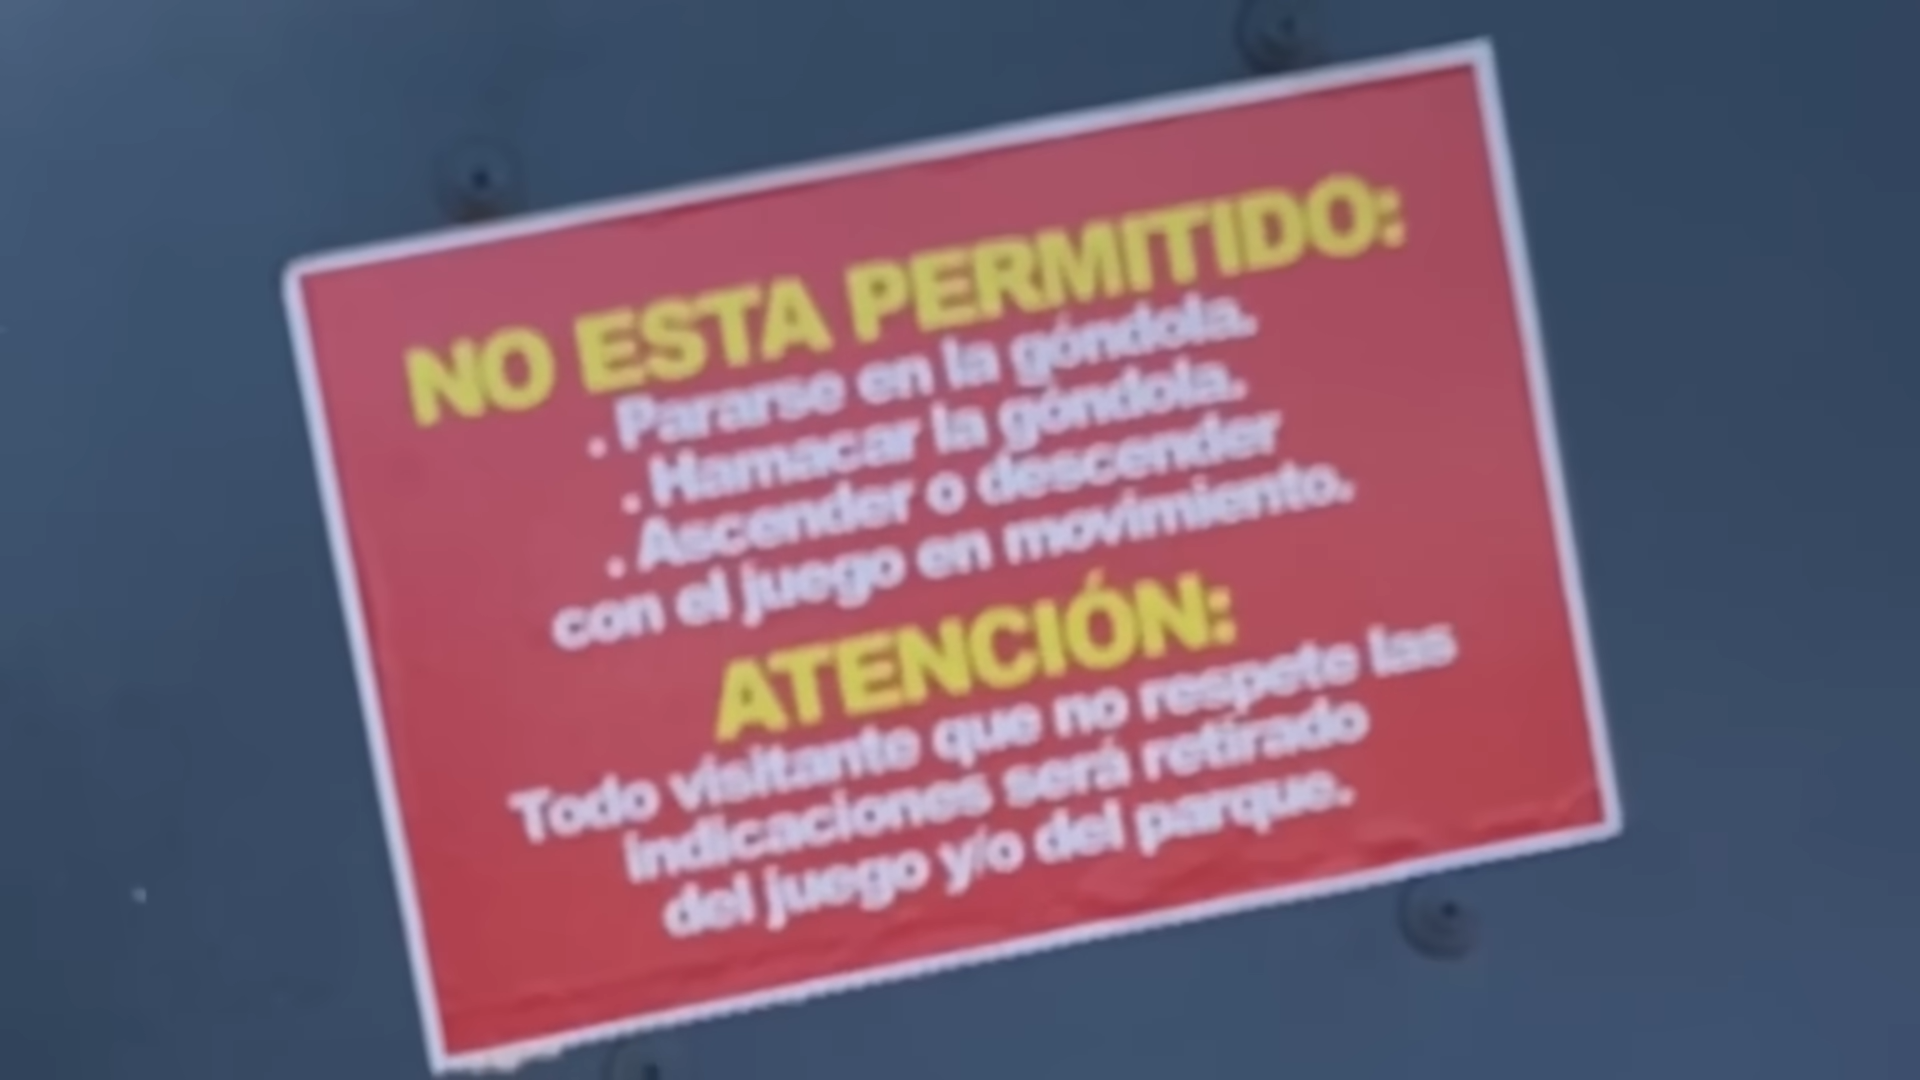 NO ESTA PERMITIDO:
. Pararse en la góndola.
. Hamacar la góndola.
. Ascender o descender
con el juego en movimiento.
ATENCIÓN:
Todo visitante que no respete las
indicaciones será retirado
del juego y/o del parque.